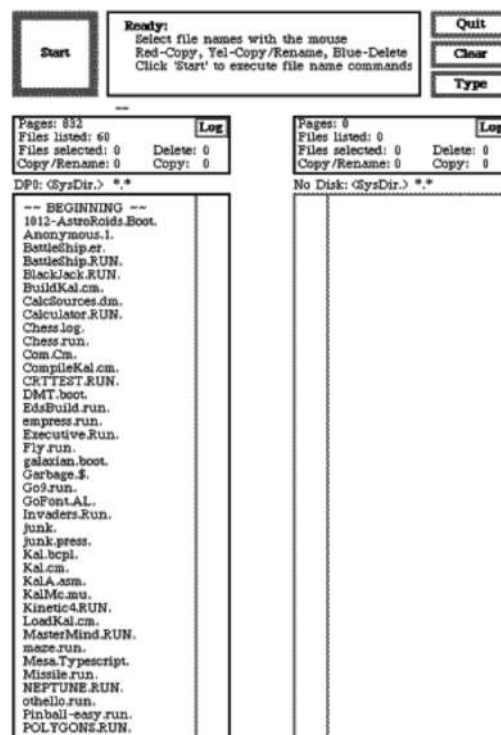 Start
Ready:
Select file names with the mouse
Red-Copy, Yel-Copy/Rename, Blue-Delete
Click 'Start' to execute file name commands
Quit
Clear
Type
Pages: 832
Files listed: 60
Files selected: 0 Delete: 0
Copy/Rename: 0 Copy: 0
Log
DP0: <SysDir.> *.*
Pages: 0
Files listed: 0
Files selected: 0 Delete: 0
Copy/Rename: 0 Copy: 0
Log
No Disk: <SysDir.> *.*
~~ BEGINNING ~~
1012-AstroRoids.Boot.
Anonymous.1.
BattleShip.er.
BattleShip.RUN.
BlackJack.RUN.
BuildKal.cm.
CalcSources.dm.
Calculator.RUN.
Chess.log.
Chess.run.
Com.Cm.
CompileKal.cm.
CRTTEST.RUN.
DMT.boot.
EdsBuild.run.
empress.run.
Executive.Run.
Fly.run.
galaxian.boot.
Garbage.$.
Go9.run.
GoFont.AL.
Invaders.Run.
junk.
junk.press.
Kal.bcpl.
Kal.cm.
KalA.asm.
KalMc.mu.
Kinetic4.RUN.
LoadKal.cm.
MasterMind.RUN.
maze.run.
Mesa.Typescript.
Missile.run.
NEPTUNE.RUN.
othello.run.
Pinball-easy.run.
POLYGONS.RUN.